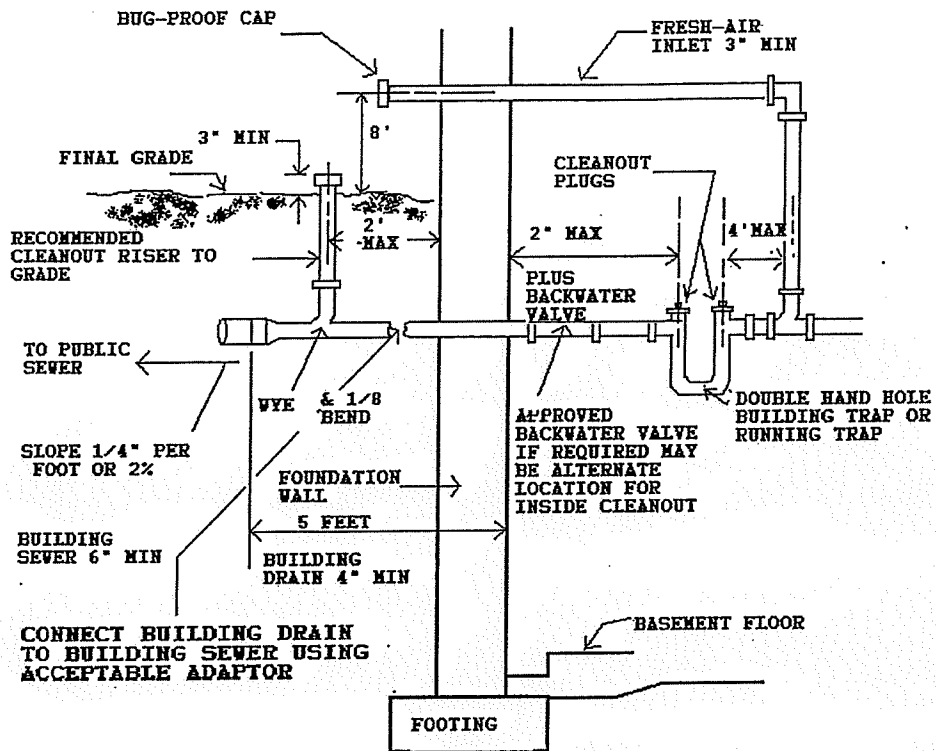 BUG-PROOF CAP
FRESH-AIR
INLET 3" MIN
3" MIN
8'
FINAL GRADE
CLEANOUT
PLUGS
RECOMMENDED
CLEANOUT RISER TO
GRADE
2'
MAX
2" MAX
4' MAX
PLUS
BACKWATER
VALVE
TO PUBLIC
SEWER
WYE
& 1/8
BEND
DOUBLE HAND HOLE
BUILDING TRAP OR
RUNNING TRAP
SLOPE 1/4" PER
FOOT OR 2%
APPROVED
BACKWATER VALVE
IF REQUIRED MAY
BE ALTERNATE
LOCATION FOR
INSIDE CLEANOUT
FOUNDATION
WALL
5 FEET
BUILDING
SEWER 6" MIN
BUILDING
DRAIN 4" MIN
CONNECT BUILDING DRAIN
TO BUILDING SEWER USING
ACCEPTABLE ADAPTOR
BASEMENT FLOOR
FOOTING